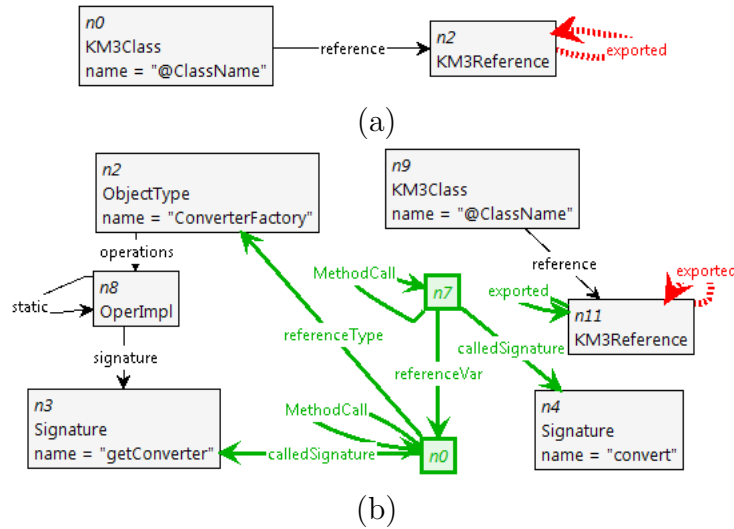 n0
KM3Class
name = "@ClassName"
reference
n2
KM3Reference
exported
(a)
n2
ObjectType
name = "ConverterFactory"
n9
KM3Class
name = "@ClassName"
operations
MethodCall
reference
exported
n8
OperImpl
static
n7
exported
n11
KM3Reference
referenceType
calledSignature
signature
referenceVar
n3
Signature
name = "getConverter"
MethodCall
n4
Signature
name = "convert"
calledSignature
n0
(b)